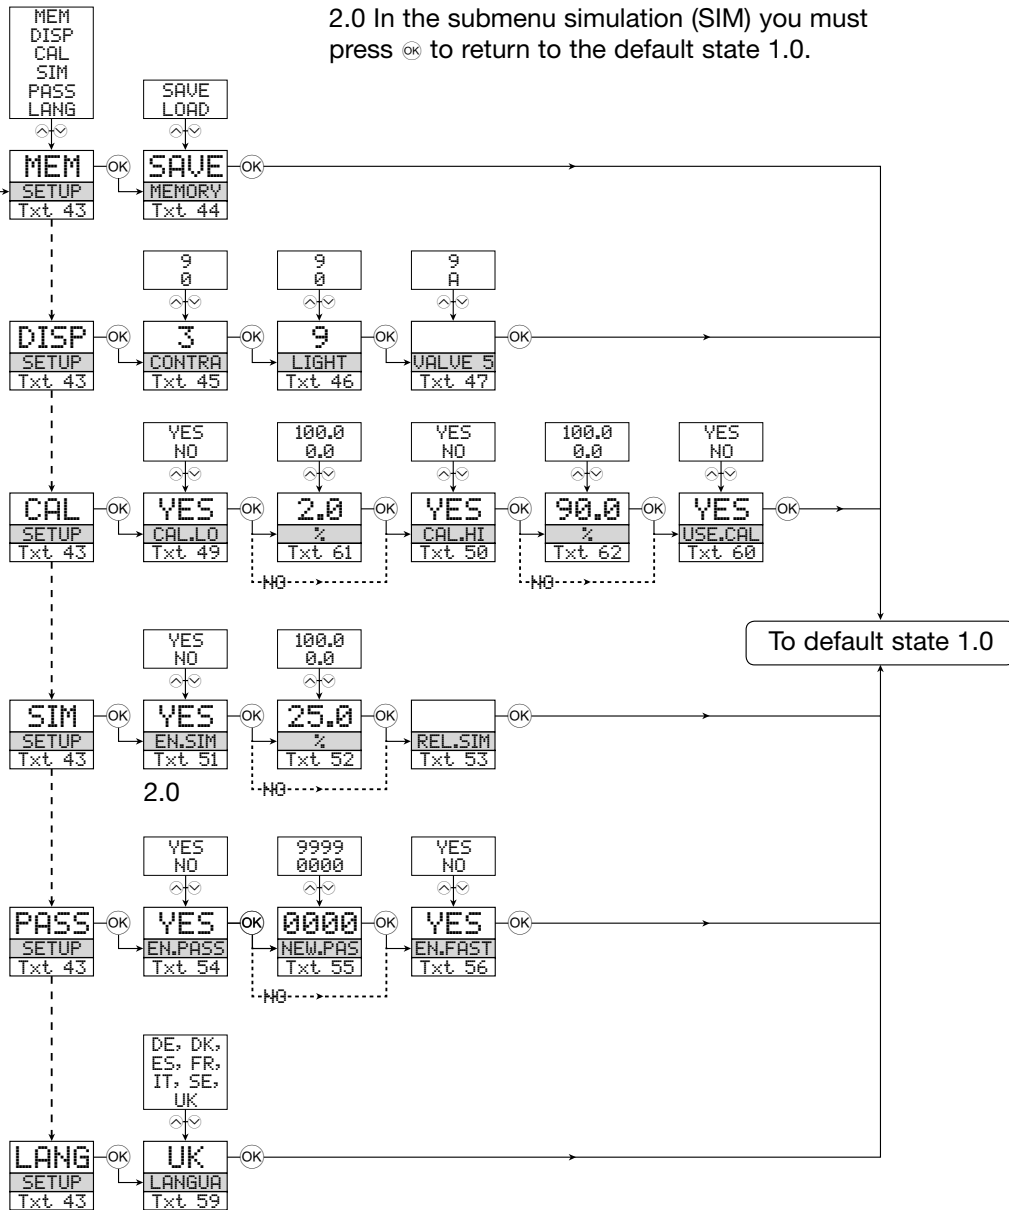 2.0 In the submenu simulation (SIM) you must
press OK to return to the default state 1.0.
MEM
DISP
CAL
SIM
PASS
LANG
SAVE
LOAD
MEM OK SAVE OK
SETUP MEMORY
Txt 43 Txt 44
9 9 9
0 0 A
DISP OK 3 OK 9 OK OK
SETUP CONTRA LIGHT VALVE 5
Txt 43 Txt 45 Txt 46 Txt 47
YES 100.0 YES 100.0 YES
NO 0.0 NO 0.0 NO
CAL OK YES OK 2.0 OK YES OK 90.0 OK YES OK
SETUP CAL.LO % CAL.HI % USE.CAL
Txt 43 Txt 49 Txt 61 Txt 50 Txt 62 Txt 60
NO NO
To default state 1.0
YES 100.0
NO 0.0
SIM OK YES OK 25.0 OK OK
SETUP EN.SIM % REL.SIM
Txt 43 Txt 51 Txt 52 Txt 53
2.0 NO
YES 9999 YES
NO 0000 NO
PASS OK YES OK 0000 OK YES OK
SETUP EN.PASS NEW.PAS EN.FAST
Txt 43 Txt 54 Txt 55 Txt 56
NO
DE, DK,
ES, FR,
IT, SE,
UK
LANG OK UK OK
SETUP LANGUA
Txt 43 Txt 59